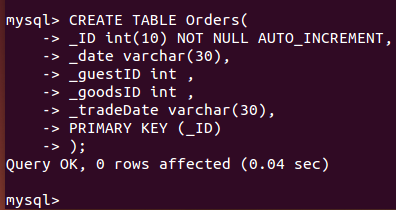 mysql> CREATE TABLE Orders(
    -> _ID int(10) NOT NULL AUTO_INCREMENT,
    -> _date varchar(30),
    -> _guestID int ,
    -> _goodsID int ,
    -> _tradeDate varchar(30),
    -> PRIMARY KEY (_ID)
    -> );
Query OK, 0 rows affected (0.04 sec)
mysql>